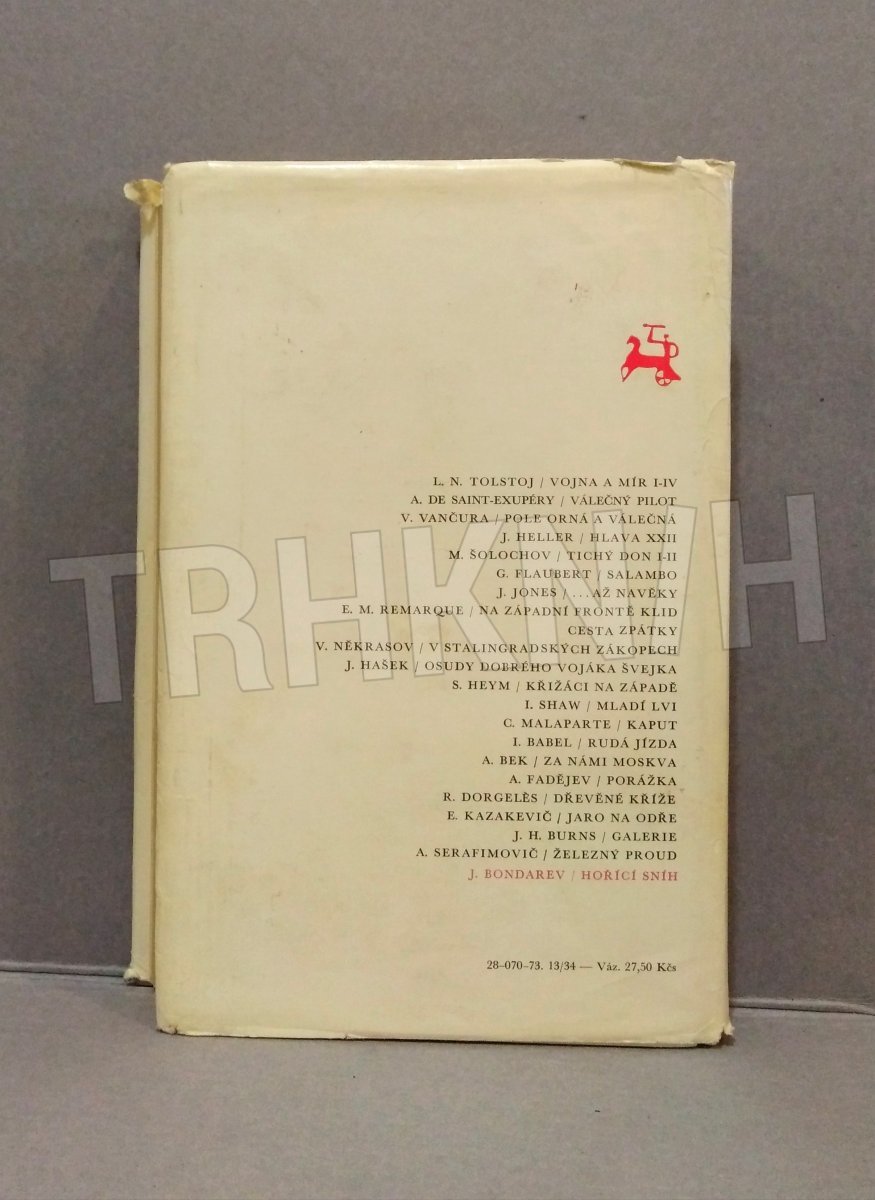 L. N. TOLSTOJ / VOJNA A MÍR I-IV
A. DE SAINT-EXUPÉRY / VÁLEČNÝ PILOT
V. VANČURA / POLE ORNÁ A VÁLEČNÁ
J. HELLER / HLAVA XXII
M. ŠOLOCHOV / TICHÝ DON I-II
G. FLAUBERT / SALAMBO
J. JONES / ... AŽ NAVĚKY
E. M. REMARQUE / NA ZÁPADNÍ FRONTĚ KLID
CESTA ZPÁTKY
V. NĚKRASOV / V STALINGRADSKÝCH ZÁKOPECH
J. HAŠEK / OSUDY DOBRÉHO VOJÁKA ŠVEJKA
S. HEYM / KŘIŽÁCI NA ZÁPADĚ
I. SHAW / MLADÍ LVI
C. MALAPARTE / KAPUT
I. BABEL / RUDÁ JÍZDA
A. BEK / ZA NÁMI MOSKVA
A. FADĚJEV / PORÁŽKA
R. DORGELÈS / DŘEVĚNÉ KŘÍŽE
E. KAZAKEVIČ / JARO NA ODŘE
J. H. BURNS / GALERIE
A. SERAFIMOVIČ / ŽELEZNÝ PROUD
J. BONDAREV / HOŘÍCÍ SNÍH
28–070–73. 13/34 — Váz. 27,50 Kčs